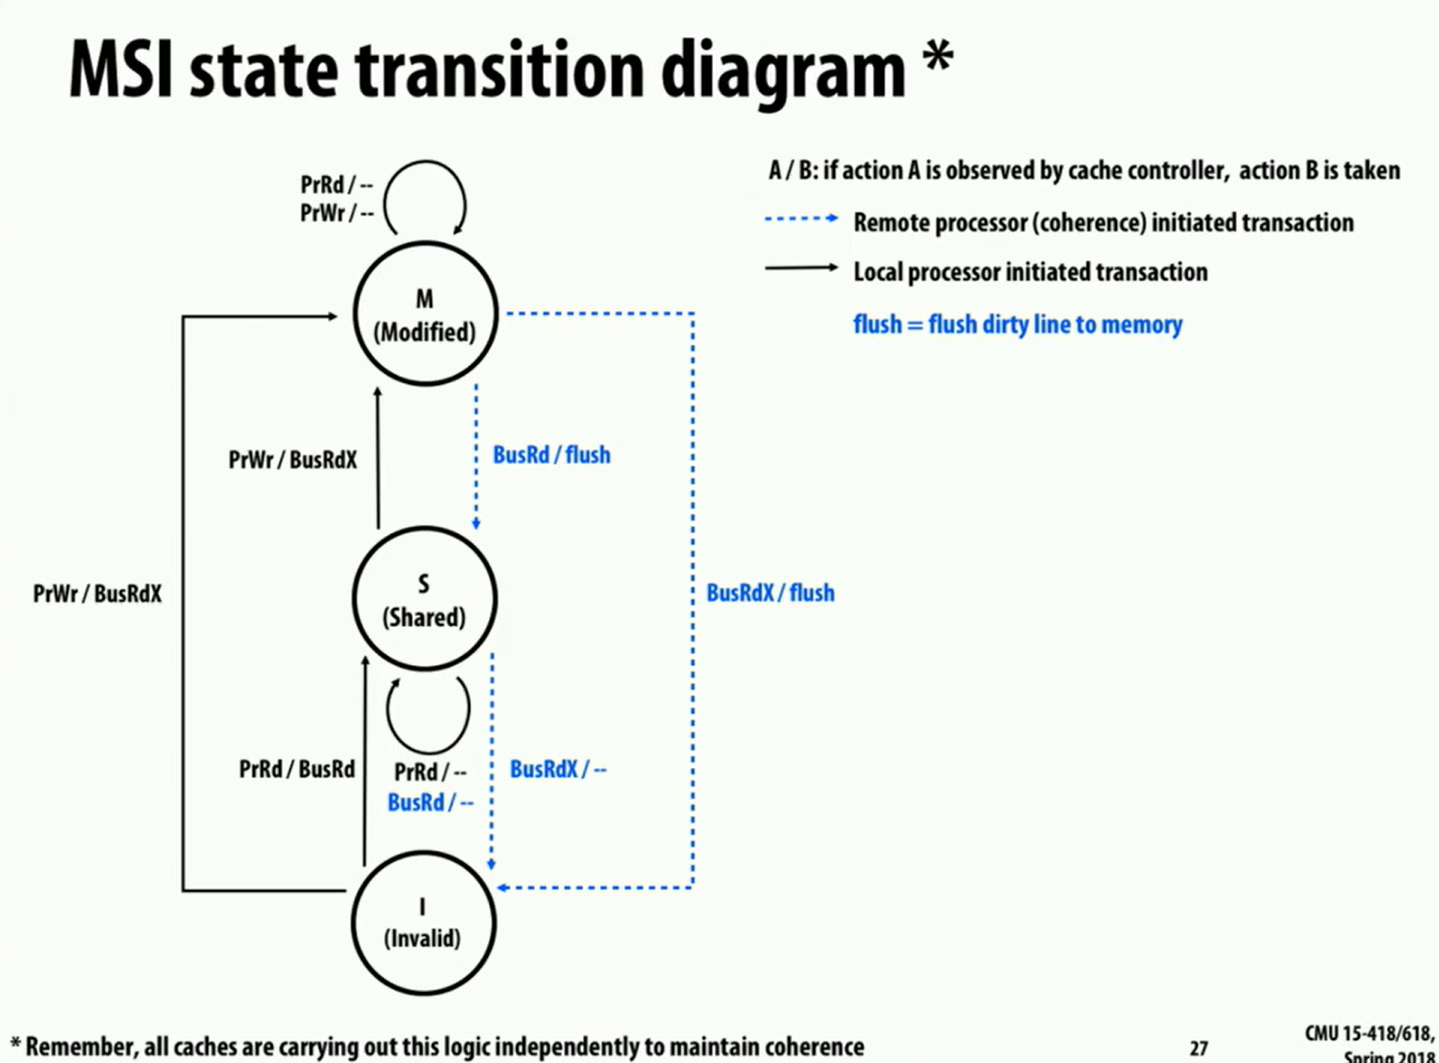 MSI state transition diagram *
PrRd / --
PrWr / --
A / B: if action A is observed by cache controller, action B is taken
Remote processor (coherence) initiated transaction
Local processor initiated transaction
flush = flush dirty line to memory
M
(Modified)
PrWr / BusRdX
BusRd / flush
S
(Shared)
PrWr / BusRdX
BusRdX / flush
PrRd / BusRd
PrRd / --
BusRd / --
BusRdX / --
I
(Invalid)
* Remember, all caches are carrying out this logic independently to maintain coherence
27
CMU 15-418/618,
Spring 2018